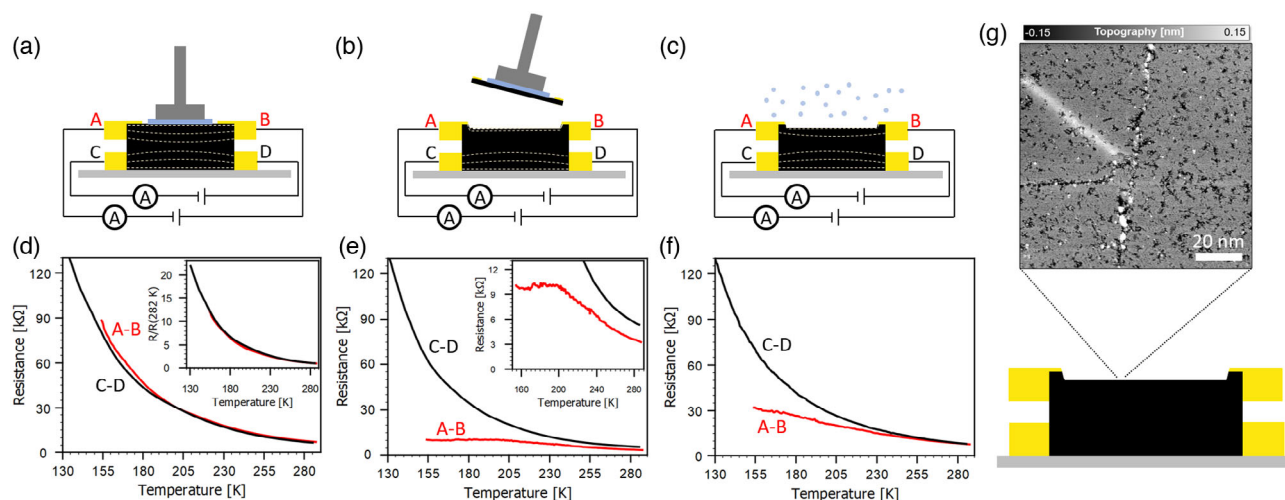 (a)
A
B
C
D
A
A
(b)
A
B
C
D
A
A
(c)
A
B
C
D
A
A
(g)
-0.15 Topography [nm] 0.15
20 nm
(d)
Resistance [kΩ]
120
90
60
30
0
130 155 180 205 230 255 280
Temperature [K]
A-B
C-D
R/R(282 K)
20
15
10
5
0
130 180 230 280
Temperature [K]
(e)
Resistance [kΩ]
120
90
60
30
0
130 155 180 205 230 255 280
Temperature [K]
C-D
A-B
Resistance [kΩ]
12
9
6
3
0
160 200 240 280
Temperature [K]
(f)
Resistance [kΩ]
120
90
60
30
0
130 155 180 205 230 255 280
Temperature [K]
C-D
A-B